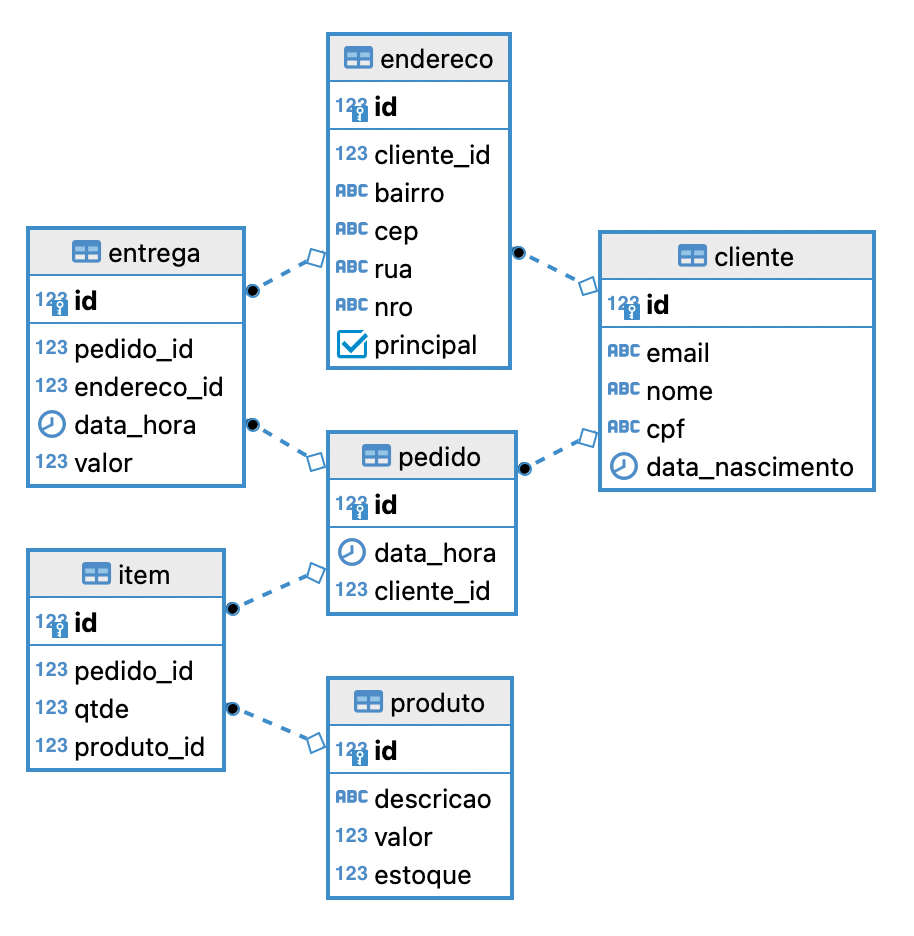 endereco
123 id
123 cliente_id
ABC bairro
ABC cep
ABC rua
ABC nro
principal
entrega
123 id
123 pedido_id
123 endereco_id
data_hora
123 valor
cliente
123 id
ABC email
ABC nome
ABC cpf
data_nascimento
pedido
123 id
data_hora
123 cliente_id
item
123 id
123 pedido_id
123 qtde
123 produto_id
produto
123 id
ABC descricao
123 valor
123 estoque